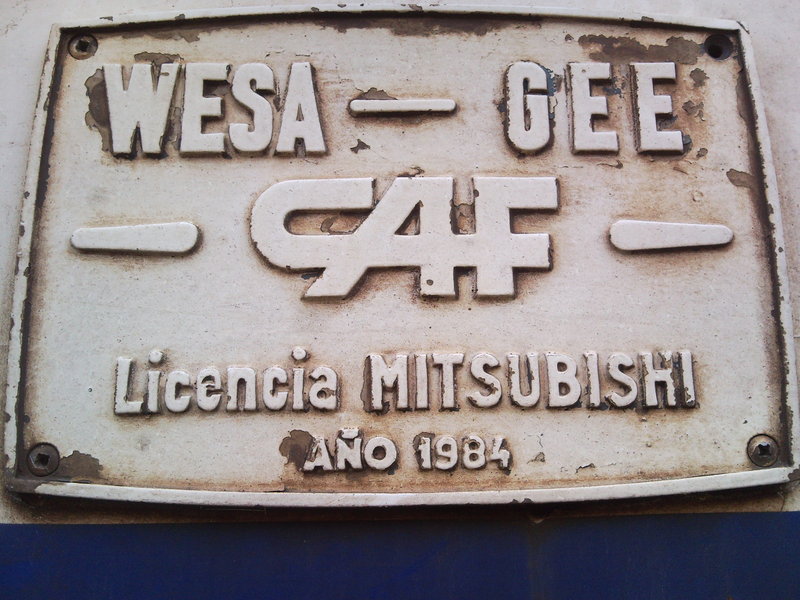 WESA — GEE
CAF
Licencia MITSUBISHI
AÑO 1984